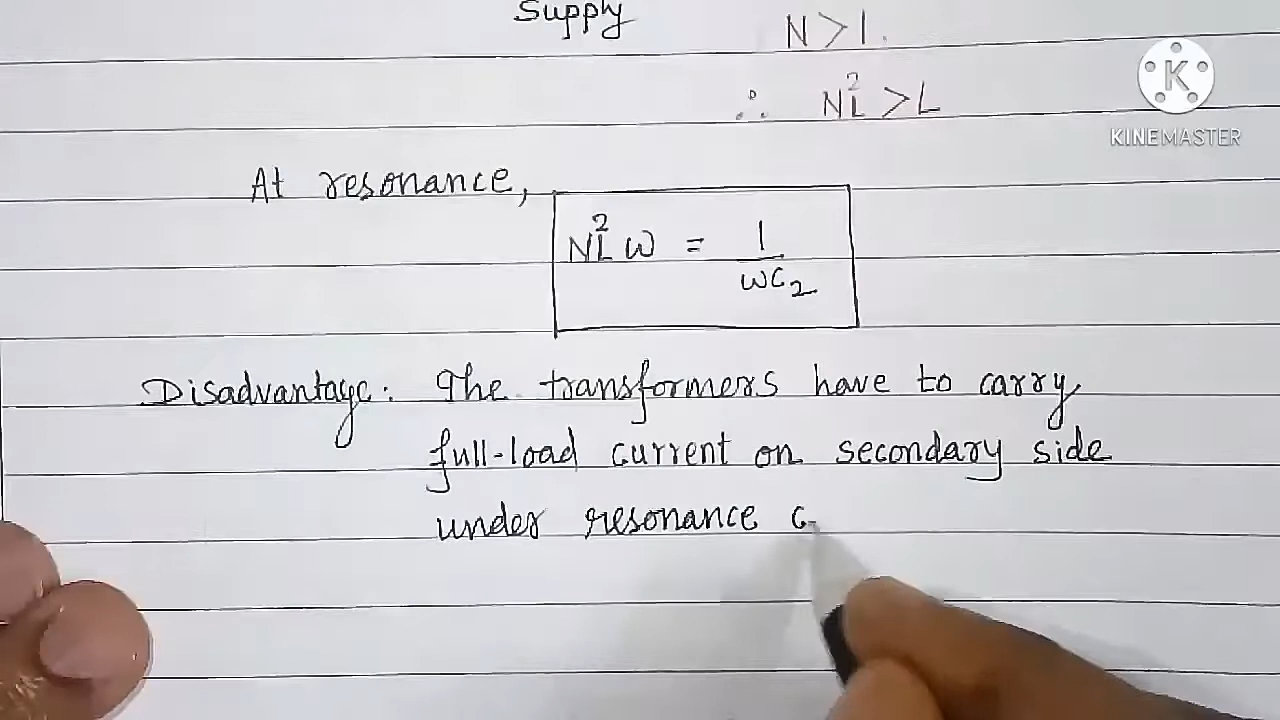 Supply
N>1.
∴ N²L >L
At resonance,
N²Lω = 1/ωC₂
Disadvantage: The transformers have to carry
full-load current on secondary side
under resonance c
K
KINEMASTER